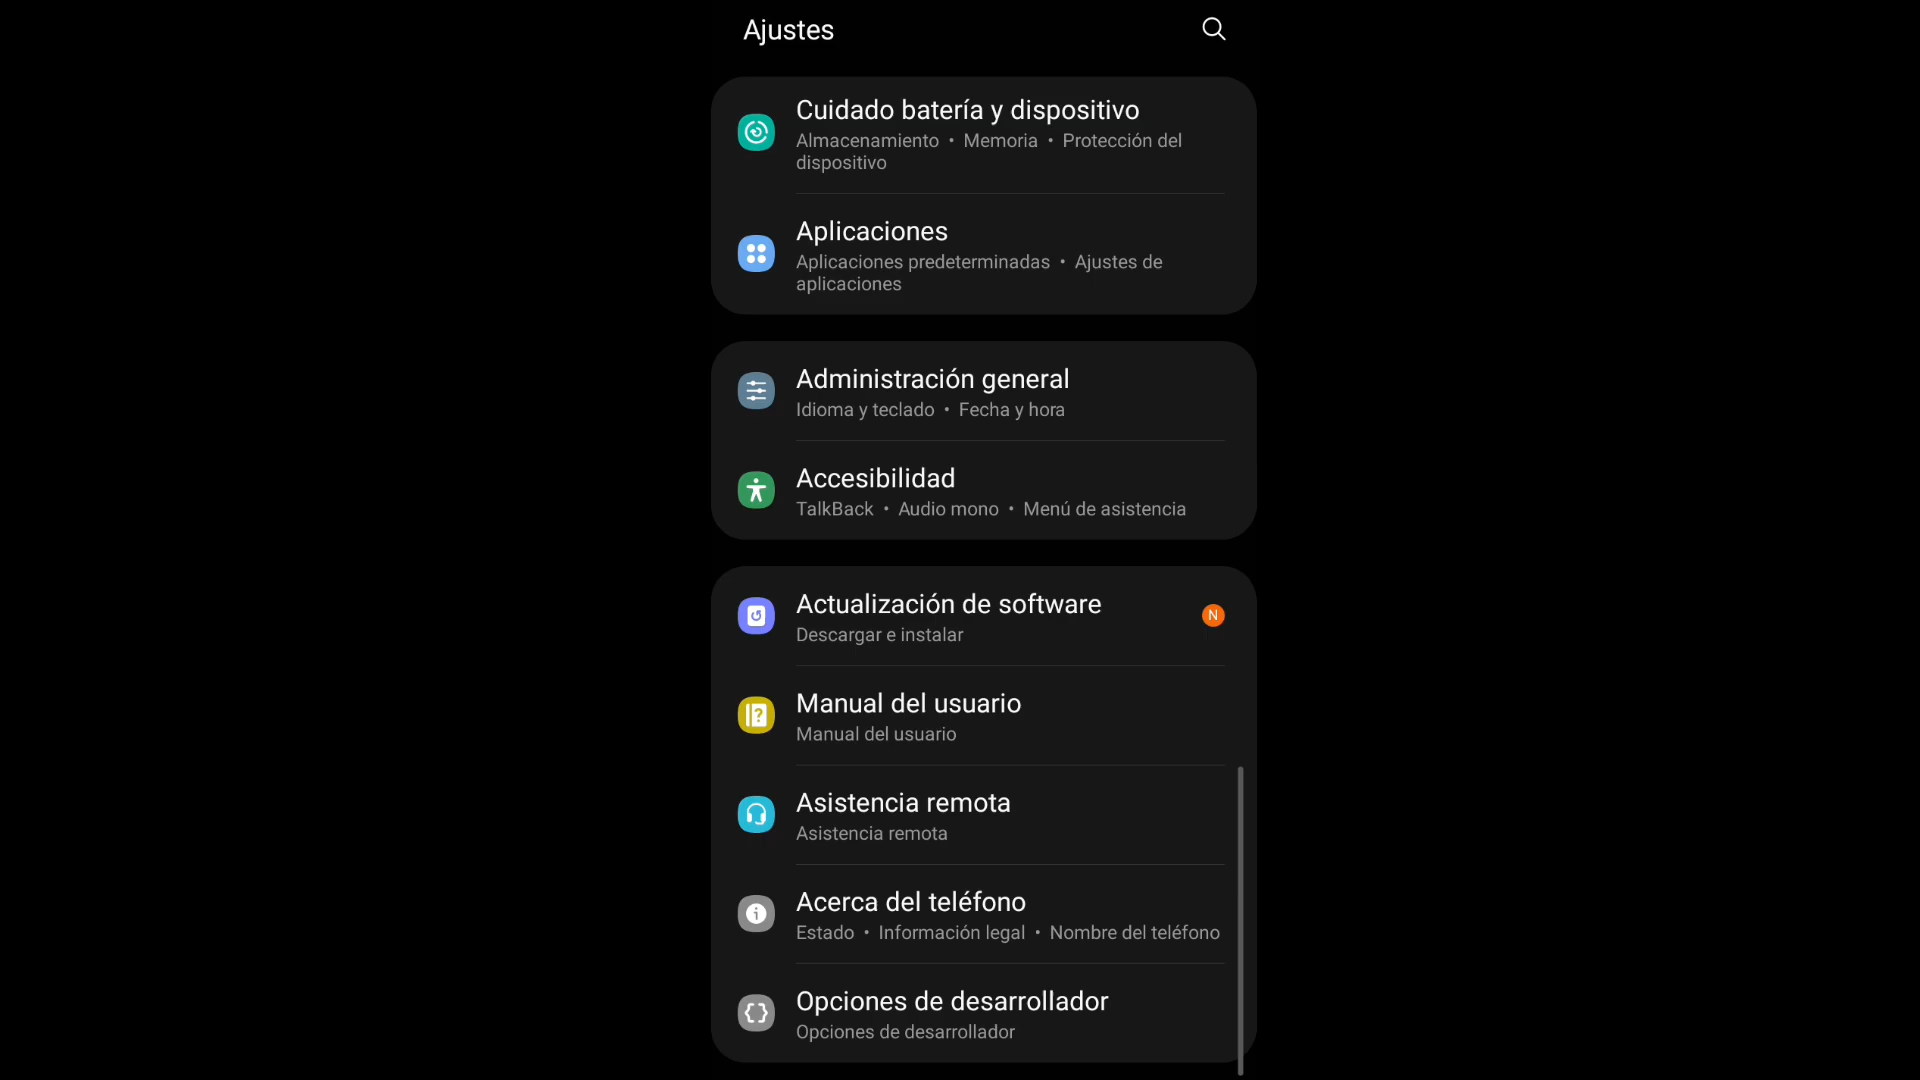 Ajustes
Cuidado batería y dispositivo
Almacenamiento • Memoria • Protección del
dispositivo
Aplicaciones
Aplicaciones predeterminadas • Ajustes de
aplicaciones
Administración general
Idioma y teclado • Fecha y hora
Accesibilidad
TalkBack • Audio mono • Menú de asistencia
Actualización de software
N
Descargar e instalar
Manual del usuario
Manual del usuario
Asistencia remota
Asistencia remota
Acerca del teléfono
Estado • Información legal • Nombre del teléfono
Opciones de desarrollador
Opciones de desarrollador